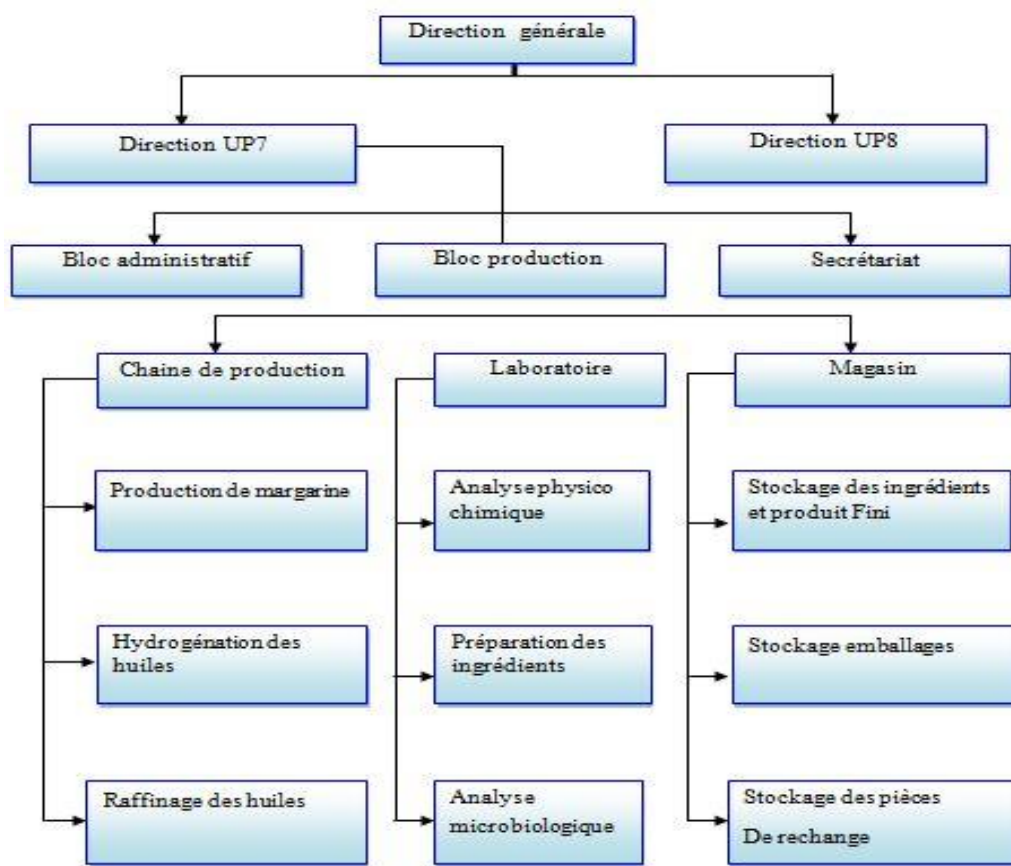 Direction générale
Direction UP7
Direction UP8
Bloc administratif
Bloc production
Secrétariat
Chaine de production
Laboratoire
Magasin
Production de margarine
Analyse physico
chimique
Stockage des ingrédients
et produit Fini
Hydrogénation des
huiles
Préparation des
ingrédients
Stockage emballages
Raffinage des huiles
Analyse
microbiologique
Stockage des pièces
De rechange